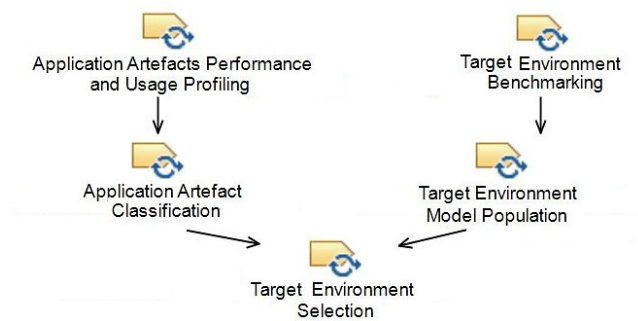 Application Artefacts Performance
and Usage Profiling
Target Environment
Benchmarking
Application Artefact
Classification
Target Environment
Model Population
Target Environment
Selection